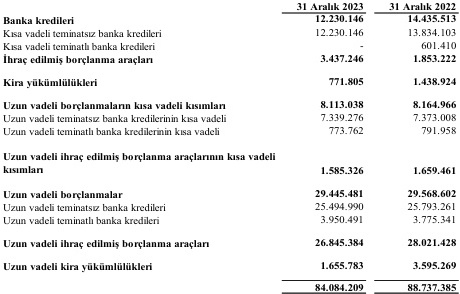 31 Aralık 2023 31 Aralık 2022
Banka kredileri 12.230.146 14.435.513
Kısa vadeli teminatsız banka kredileri 12.230.146 13.834.103
Kısa vadeli teminatlı banka kredileri - 601.410
İhraç edilmiş borçlanma araçları 3.437.246 1.853.222
Kira yükümlülükleri 771.805 1.438.924
Uzun vadeli borçlanmaların kısa vadeli kısımları 8.113.038 8.164.966
Uzun vadeli teminatsız banka kredilerinin kısa vadeli 7.339.276 7.373.008
Uzun vadeli teminatlı banka kredilerinin kısa vadeli 773.762 791.958
Uzun vadeli ihraç edilmiş borçlanma araçlarının kısa vadeli
kısımları 1.585.326 1.659.461
Uzun vadeli borçlanmalar 29.445.481 29.568.602
Uzun vadeli teminatsız banka kredileri 25.494.990 25.793.261
Uzun vadeli teminatlı banka kredileri 3.950.491 3.775.341
Uzun vadeli ihraç edilmiş borçlanma araçları 26.845.384 28.021.428
Uzun vadeli kira yükümlülükleri 1.655.783 3.595.269
84.084.209 88.737.385